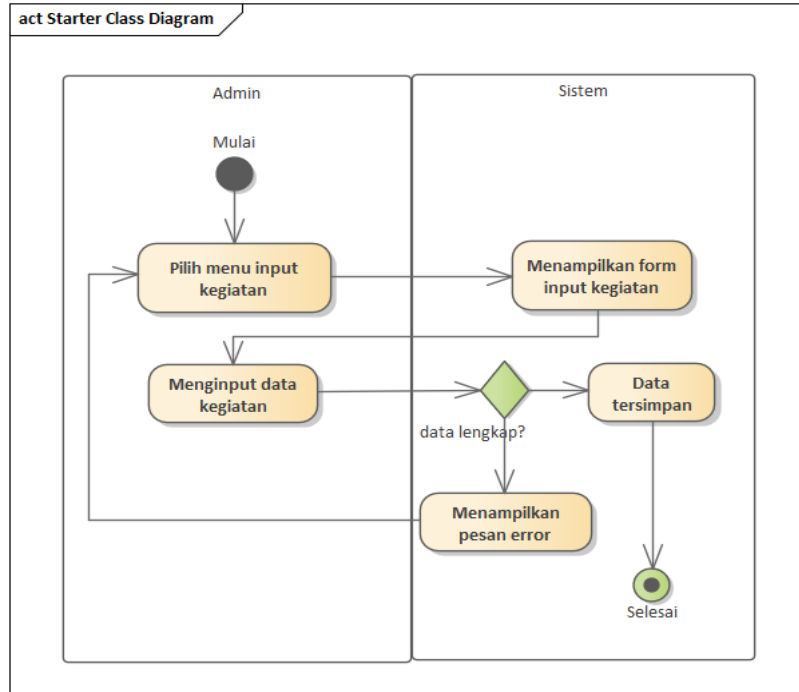 act Starter Class Diagram
Admin
Sistem
Mulai
Pilih menu input
kegiatan
Menampilkan form
input kegiatan
Menginput data
kegiatan
data lengkap?
Data
tersimpan
Menampilkan
pesan error
Selesai